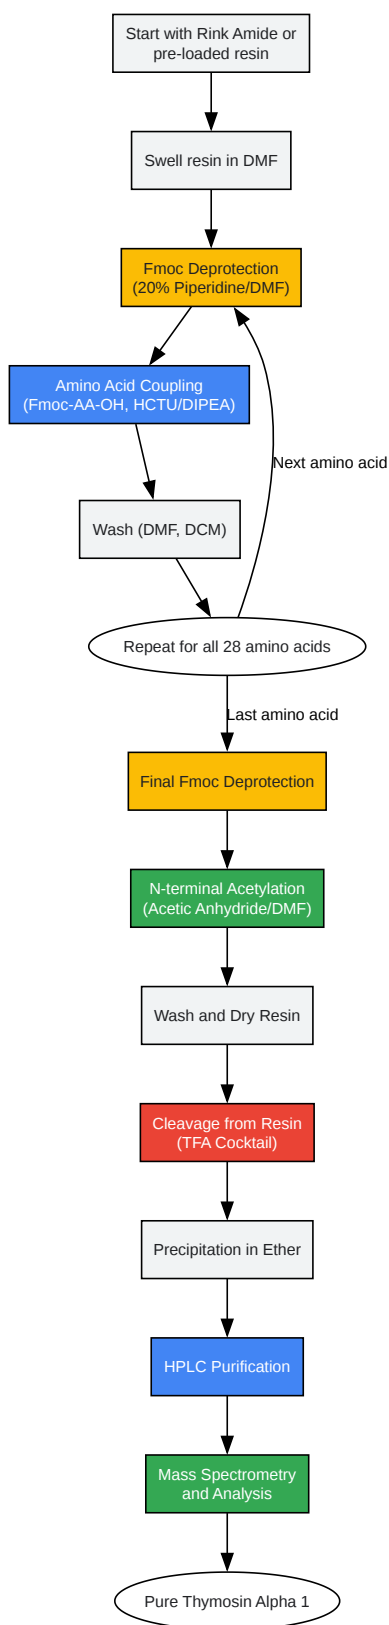 Start with Rink Amide or
pre-loaded resin
Swell resin in DMF
Fmoc Deprotection
(20% Piperidine/DMF)
Amino Acid Coupling
(Fmoc-AA-OH, HCTU/DIPEA)
Next amino acid
Wash (DMF, DCM)
Repeat for all 28 amino acids
Last amino acid
Final Fmoc Deprotection
N-terminal Acetylation
(Acetic Anhydride/DMF)
Wash and Dry Resin
Cleavage from Resin
(TFA Cocktail)
Precipitation in Ether
HPLC Purification
Mass Spectrometry
and Analysis
Pure Thymosin Alpha 1